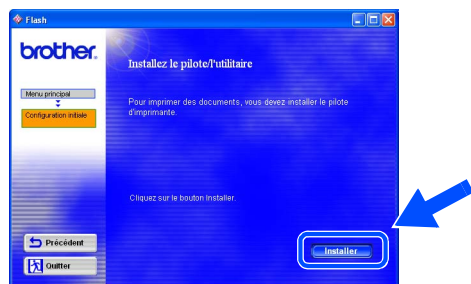 Flash
brother.
Installez le pilote/l'utilitaire
Menu principal
Configuration initiale
Pour imprimer des documents, vous devez installer le pilote
d'imprimante.
Cliquez sur le bouton Installer.
Précédent
Installer
Quitter